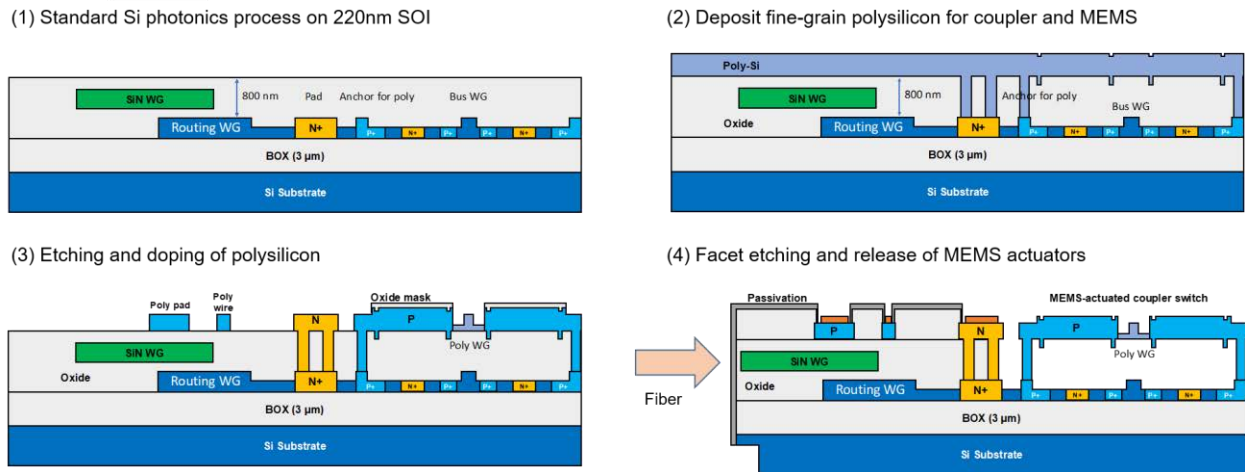 (1) Standard Si photonics process on 220nm SOI
SiN WG
800 nm
Pad
Anchor for poly
Bus WG
Routing WG
N+
P+
N+
P+
P+
N+
P+
BOX (3 µm)
Si Substrate
(2) Deposit fine-grain polysilicon for coupler and MEMS
Poly-Si
SiN WG
800 nm
Anchor for poly
Bus WG
Oxide
Routing WG
N+
P+
N+
P+
P+
N+
P+
BOX (3 µm)
Si Substrate
(3) Etching and doping of polysilicon
Poly pad
Poly
wire
Oxide mask
N
P
Poly WG
SiN WG
Oxide
Routing WG
N+
P+
N+
P+
P+
N+
P+
BOX (3 µm)
Si Substrate
(4) Facet etching and release of MEMS actuators
Passivation
MEMS-actuated coupler switch
P
N
P
Poly WG
SiN WG
Fiber
Oxide
Routing WG
N+
P+
N+
P+
P+
N+
P+
BOX (3 µm)
Si Substrate